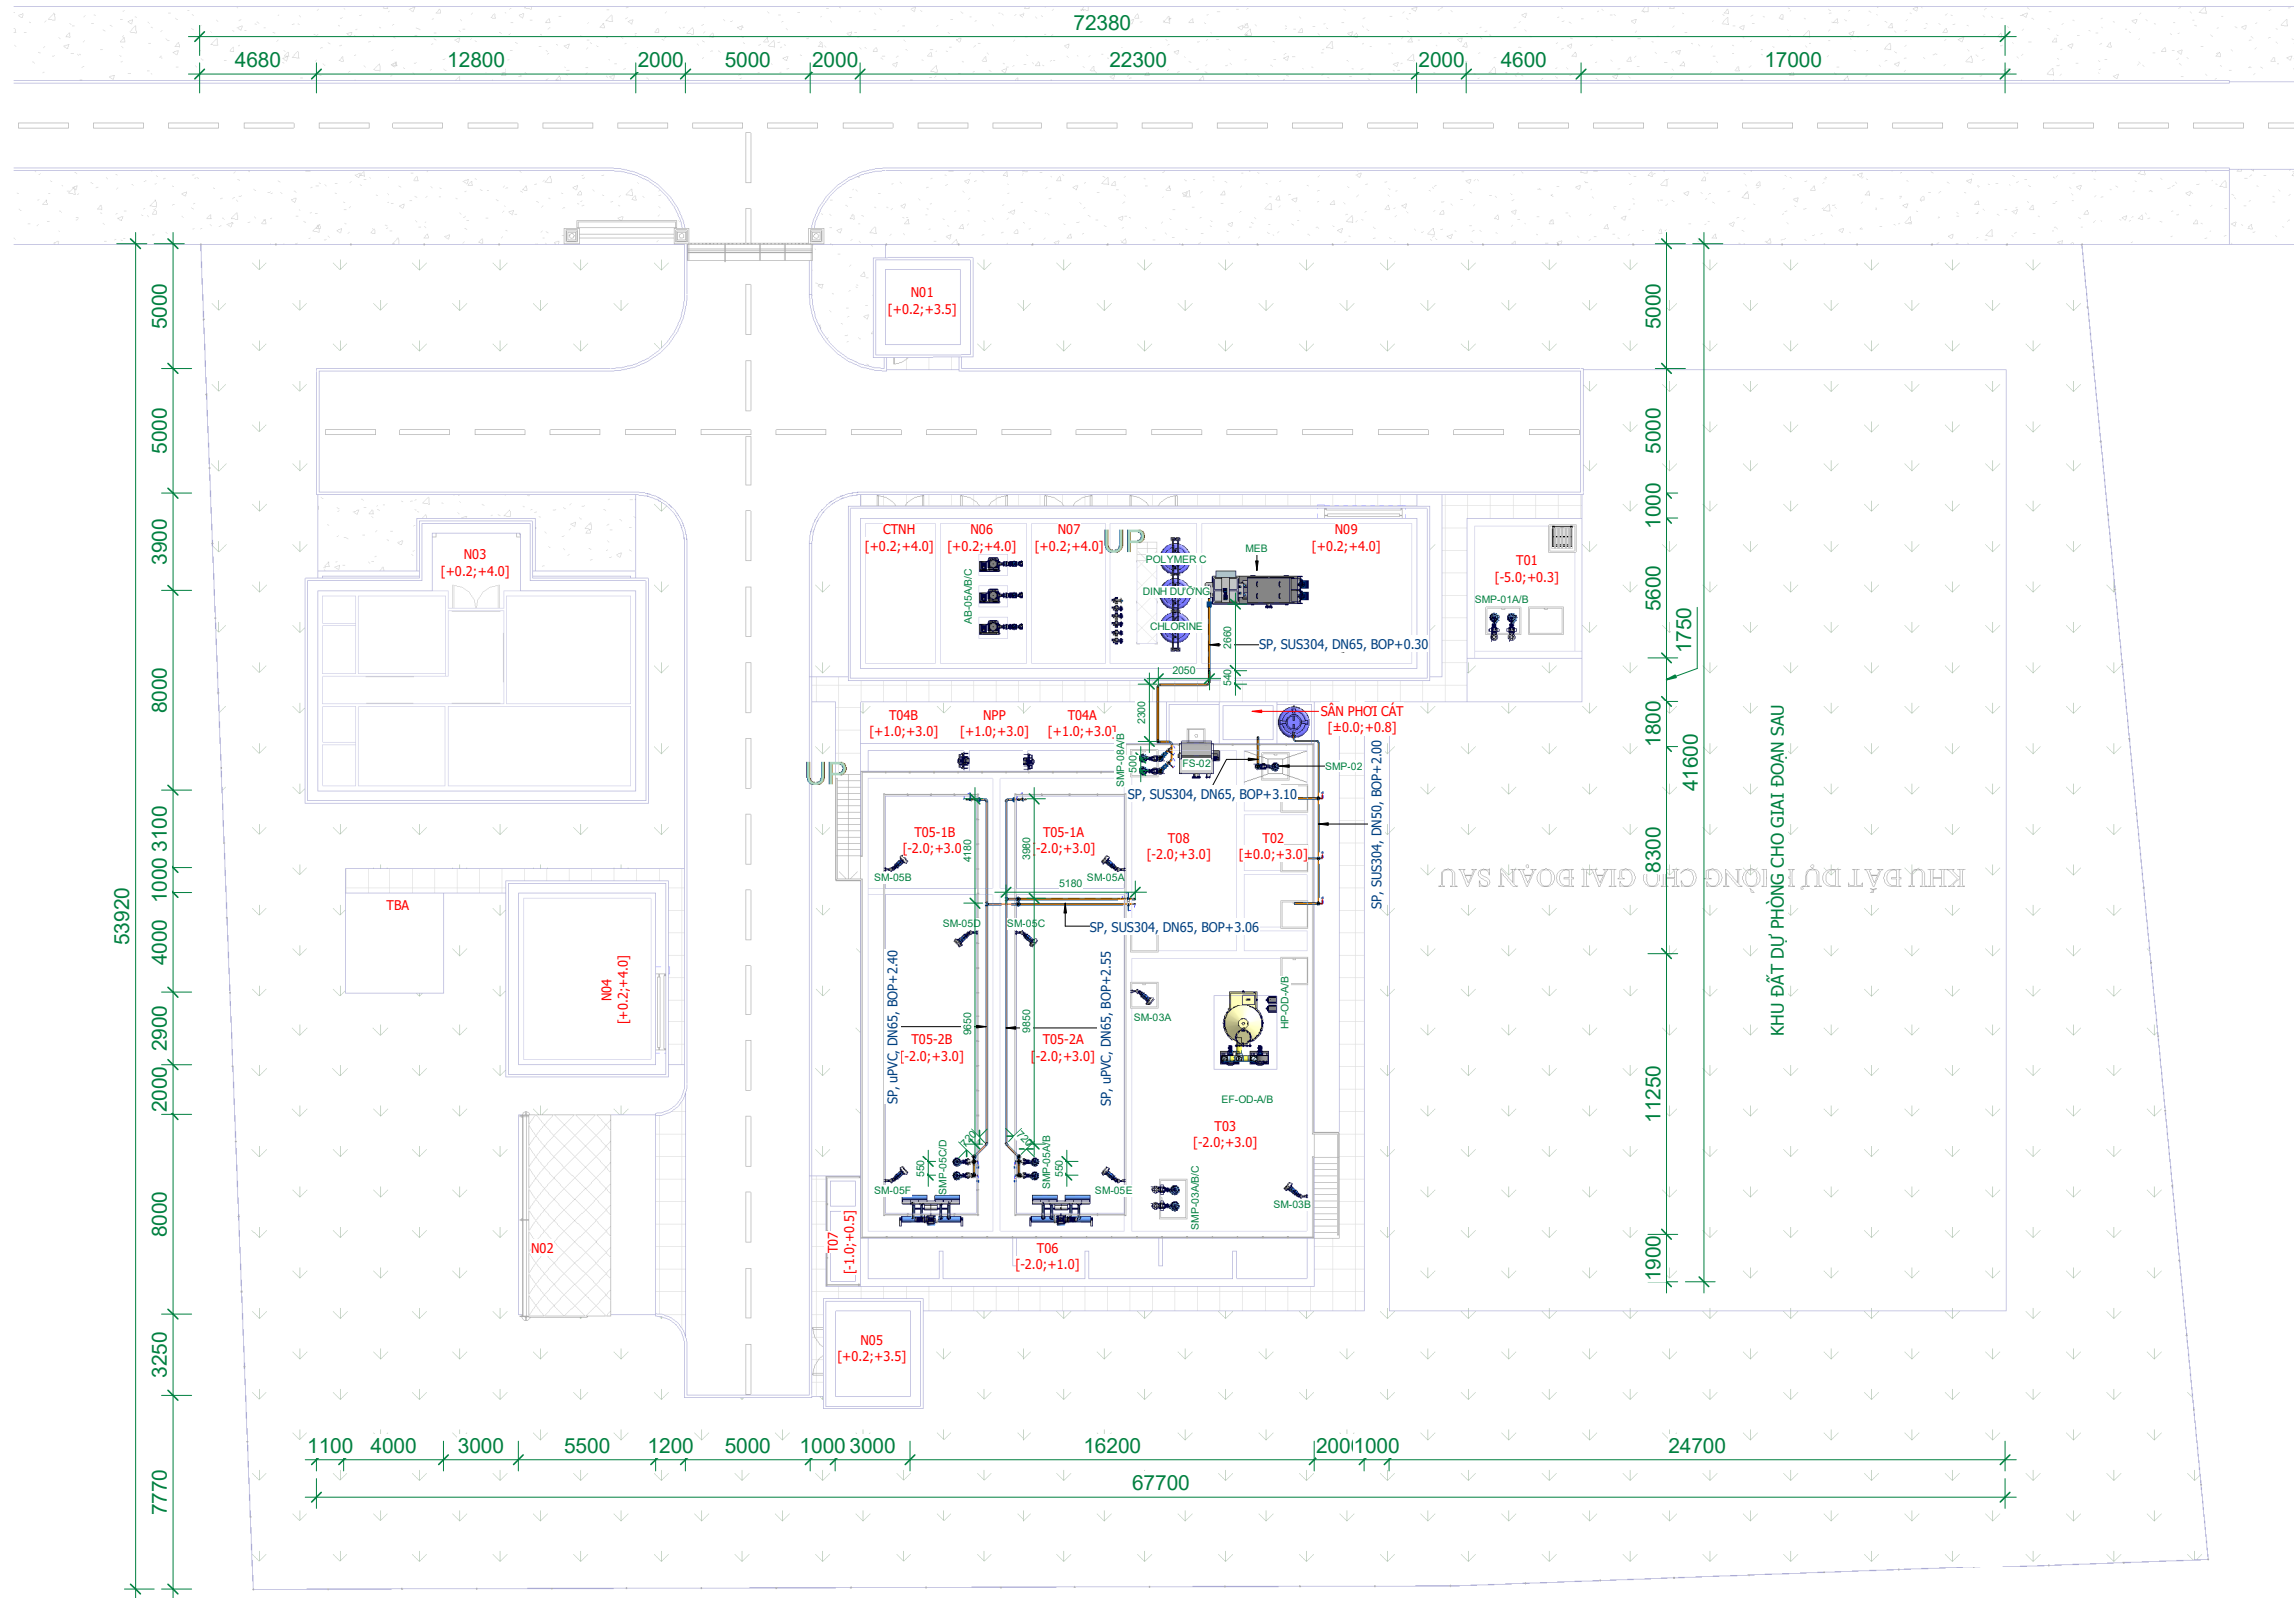 72380
4680
12800
2000
5000
2000
22300
2000
4600
17000
N01
[+0.2;+3.5]
5000
5000
3900
8000
3100
1000
4000
2900
2000
8000
3250
7770
53920
5000
5000
1000
5600
1750
1800
41600
8300
11250
1900
N03
[+0.2;+4.0]
CTNH
[+0.2;+4.0]
N06
[+0.2;+4.0]
AB-05A/B/C
N07
[+0.2;+4.0]
UP
POLYMER C
DINH DƯỠNG
CHLORINE
MEB
N09
[+0.2;+4.0]
T01
[-5.0;+0.3]
SMP-01A/B
2660
SP, SUS304, DN65, BOP+0.30
2050
540
2300
SÂN PHƠI CÁT
[±0.0;+0.8]
T04B
[+1.0;+3.0]
NPP
[+1.0;+3.0]
T04A
[+1.0;+3.0]
UP
SMP-08A/B
500
FS-02
SMP-02
SP, SUS304, DN65, BOP+3.10
SP, SUS304, DN50, BOP+2.00
T05-1B
[-2.0;+3.0]
4180
SM-05B
T05-1A
[-2.0;+3.0]
3980
SM-05A
T08
[-2.0;+3.0]
T02
[±0.0;+3.0]
5180
SM-05D
SM-05C
SP, SUS304, DN65, BOP+3.06
KHU ĐẤT DỰ PHÒNG CHO GIAI ĐOẠN SAU
KHU ĐẤT DỰ PHÒNG CHO GIAI ĐOẠN SAU
TBA
N04
[+0.2;+4.0]
SP, uPVC, DN65, BOP+2.40
9650
9850
SP, uPVC, DN65, BOP+2.55
T05-2B
[-2.0;+3.0]
T05-2A
[-2.0;+3.0]
SM-03A
HP-OD-A/B
EF-OD-A/B
T03
[-2.0;+3.0]
720
720
550
SMP-05C/D
SMP-05A/B
550
SM-05F
SM-05E
SMP-03A/B/C
SM-03B
N02
T07
[-1.0;+0.5]
T06
[-2.0;+1.0]
N05
[+0.2;+3.5]
1100
4000
3000
5500
1200
5000
1000
3000
16200
2000
1000
24700
67700